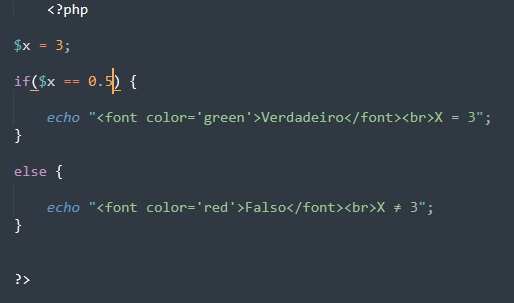 <?php
$x = 3;
if($x == 0.5) {
echo "<font color='green'>Verdadeiro</font><br>X = 3";
}
else {
echo "<font color='red'>Falso</font><br>X ≠ 3";
}
?>